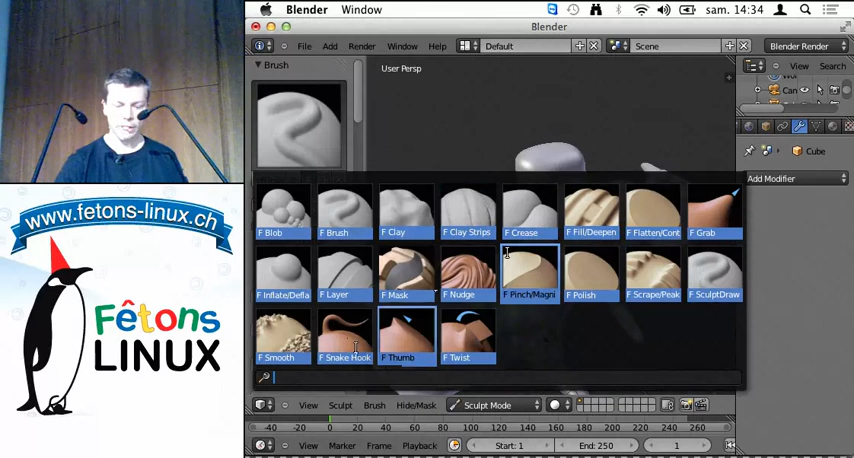 Blender Window sam. 14:34
Blender
File Add Render Window Help Default Scene Blender Render
Brush
User Persp
View Search
Can
Cube
Add Modifier
F Blob F Brush F Clay F Clay Strips F Crease F Fill/Deepen F Flatten/Cont F Grab
F Inflate/Defla F Layer F Mask F Nudge F Pinch/Magni F Polish F Scrape/Peak F SculptDraw
F Smooth F Snake Hook F Thumb F Twist
View Sculpt Brush Hide/Mask Sculpt Mode
-40 -20 0 20 40 60 80 100 120 140 160 180 200 220 240 260
View Marker Frame Playback Start: 1 End: 250 1
www.fetons-linux.ch
Fêtons
LINUX